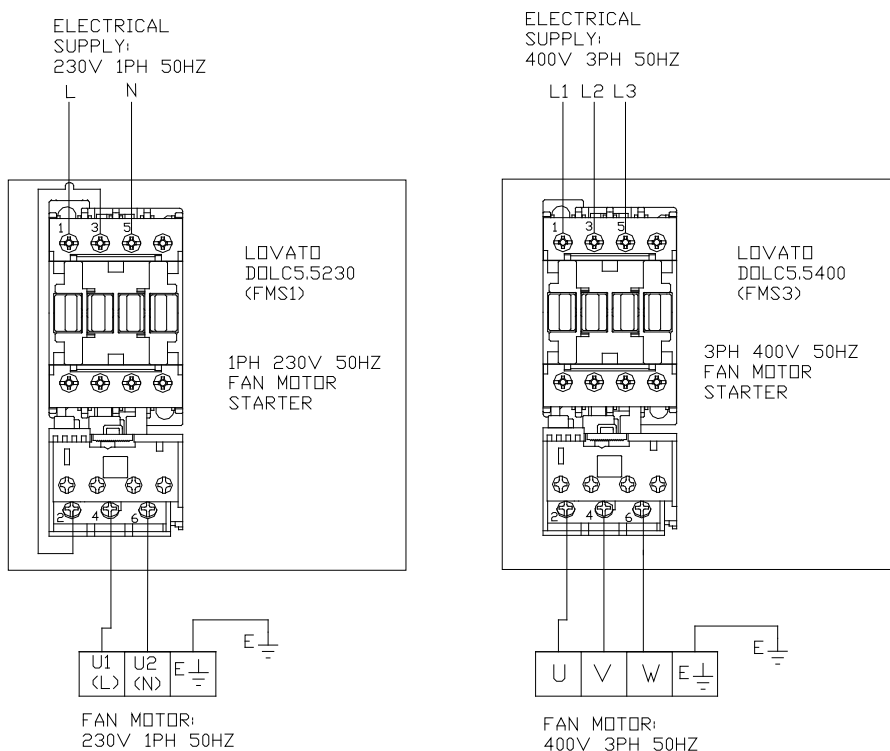 ELECTRICAL
SUPPLY:
230V 1PH 50HZ
L N
1 3 5
LOVATO
DOLC5.5230
(FMS1)
1PH 230V 50HZ
FAN MOTOR
STARTER
2 4 6
E
U1 U2 E
(L) (N)
FAN MOTOR:
230V 1PH 50HZ
ELECTRICAL
SUPPLY:
400V 3PH 50HZ
L1 L2 L3
1 3 5
LOVATO
DOLC5.5400
(FMS3)
3PH 400V 50HZ
FAN MOTOR
STARTER
2 4 6
E
U V W E
FAN MOTOR:
400V 3PH 50HZ